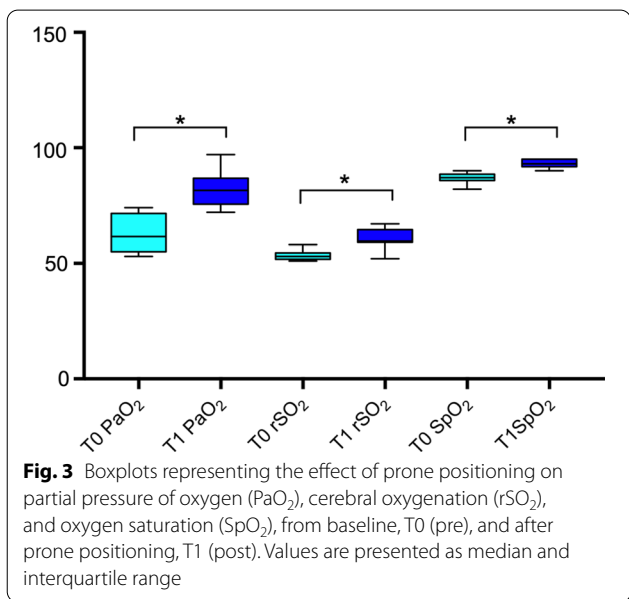 150
100
50
0
* * *
T0 PaO₂ T1 PaO₂ T0 rSO₂ T1 rSO₂ T0 SpO₂ T1SpO₂
Fig. 3 Boxplots representing the effect of prone positioning on
partial pressure of oxygen (PaO₂), cerebral oxygenation (rSO₂),
and oxygen saturation (SpO₂), from baseline, T0 (pre), and after
prone positioning, T1 (post). Values are presented as median and
interquartile range